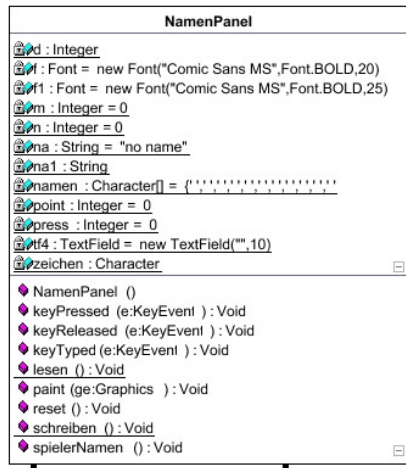 NamenPanel
d : Integer
f : Font = new Font("Comic Sans MS",Font.BOLD,20)
f1 : Font = new Font("Comic Sans MS",Font.BOLD,25)
m : Integer = 0
n : Integer = 0
na : String = "no name"
na1 : String
namen : Character[] = {' ',' ',' ',' ',' ',' ',' ',' ',' ',' ',' ',' ',' ',' '
point : Integer = 0
press : Integer = 0
tf4 : TextField = new TextField("",10)
zeichen : Character
NamenPanel ()
keyPressed (e:KeyEvent ) : Void
keyReleased (e:KeyEvent ) : Void
keyTyped (e:KeyEvent ) : Void
lesen () : Void
paint (ge:Graphics ) : Void
reset () : Void
schreiben () : Void
spielerNamen () : Void